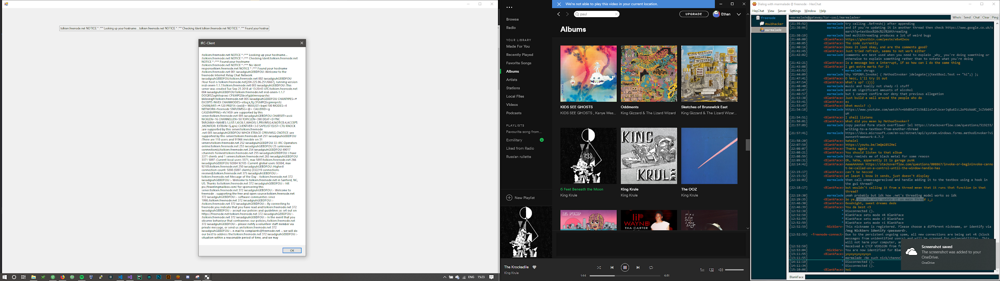 :tolkien.freenode.net NOTICE * :*** Looking up your hostname...:tolkien.freenode.net NOTICE * :*** Checking Ident:tolkien.freenode.net NOTICE * :*** Found your hostnar
IRC-Client
:tolkien.freenode.net NOTICE * :*** Looking up your hostname...
:tolkien.freenode.net NOTICE * :*** Checking Ident:tolkien.freenode.net
NOTICE * :*** Found your hostname
:tolkien.freenode.net NOTICE * :*** No Ident
response:tolkien.freenode.net NOTICE * :*** Found your hostname
:tolkien.freenode.net 001 iwsadgiuhGEBDFOU :Welcome to the
freenode Internet Relay Chat Network
iwsadgiuhGEBDFOU:tolkien.freenode.net 002 iwsadgiuhGEBDFOU
:Your host is tolkien.freenode.net[204.225.96.251/6667], running version
ircd-seven-1.1.7:tolkien.freenode.net 003 iwsadgiuhGEBDFOU :This
server was created Tue Sep 25 2018 at 13:20:43 UTC:tolkien.freenode.net
004 iwsadgiuhGEBDFOU tolkien.freenode.net ircd-seven-1.1.7
DOQRSZaghilopswz CFILMPQSbcefgijklmnopqrstvz
bkloveqjfI:tolkien.freenode.net 005 iwsadgiuhGEBDFOU CHANTYPES=#
EXCEPTS INVEX CHANMODES=eIbq,k,flj,CFLMPQScgimnprstz
CHANLIMIT=#:120 PREFIX=(ov)@+ MAXLIST=bqeI:100 MODES=4
NETWORK=freenode STATUSMSG=@+ CALLERID=g
CASEMAPPING=rfc1459 :are supported by this
server:tolkien.freenode.net 005 iwsadgiuhGEBDFOU CHARSET=ascii
NICKLEN=16 CHANNELLEN=50 TOPICLEN=390 DEAF=D FNC
TARGMAX=NAMES:1,LIST:1,KICK:1,WHOIS:1,PRIVMSG:4,NOTICE:4,ACCEPT:
,MONITOR: EXTBAN=$,ajrxz CLIENTVER=3.0 SAFELIST ELIST=CTU KNOCK
:are supported by this server:tolkien.freenode
.net 005 iwsadgiuhGEBDFOU WHOX ETRACE CPRIVMSG CNOTICE :are
supported by this server:tolkien.freenode.net 251 iwsadgiuhGEBDFOU
:There are 118 users and 91966 invisible on 31
servers:tolkien.freenode.net 252 iwsadgiuhGEBDFOU 33 :IRC Operators
online:tolkien.freenode.net 253 iwsadgiuhGEBDFOU 25 :unknown
connection(s):tolkien.freenode.net 254 iwsadgiuhGEBDFOU 49017
:channels formed:tolkien.freenode.net 255 iwsadgiuhGEBDFOU :I have
3371 clients and 1 servers:tolkien.freenode.net 265 iwsadgiuhGEBDFOU
3371 5897 :Current local users 3371, max 5897:tolkien.freenode.net 266
iwsadgiuhGEBDFOU 92084 92105 :Current global users 92084, max
92105:tolkien.freenode.net 250 iwsadgiuhGEBDFOU :Highest
connection count: 5898 (5897 clients) (332219 connections
received):tolkien.freenode.net 375 iwsadgiuhGEBDFOU :-
tolkien.freenode.net Message of the Day - :tolkien.freenode.net 372
iwsadgiuhGEBDFOU :- Welcome to tolkien.freenode.net in Sanford, NC,
US. Thanks to:tolkien.freenode.net 372 iwsadgiuhGEBDFOU :- htt
ps://travelingmailbox.com/ for sponsoring this
server:tolkien.freenode.net 372 iwsadgiuhGEBDFOU :- Welcome to
freenode - supporting the free and open source:tolkien.freenode.net
372 iwsadgiuhGEBDFOU :- software communities since
1998.:tolkien.freenode.net 372 iwsadgiuhGEBDFOU :-
:tolkien.freenode.net 372 iwsadgiuhGEBDFOU :- By connecting to
freenode you indicate that you have read and:tolkien.freenode.net 372
iwsadgiuhGEBDFOU :- accept our policies and guidelines as set out on
https://freenode.net:tolkien.freenode.net 372 iwsadgiuhGEBDFOU :-
:tolkien.freenode.net 372 iwsadgiuhGEBDFOU :- In the event that you
observe behaviour that contravenes our policies,:tolkien.freenode.net
372 iwsadgiuhGEBDFOU :- please notify a volunteer staff member via
private message, or send us an:tolkien.freenode.net 372
iwsadgiuhGEBDFOU :- e-mail to complaints@freenode.net -- we will do
our best to address the:tolkien.freenode.net 372 iwsadgiuhGEBDFOU :-
situation within a reasonable period of time, and we may
OK
ENG 15:23
Browse
Radio
YOUR LIBRARY
Made For You
Recently Played
Favorite Songs
Albums
Artists
Stations
Local Files
Videos
Podcasts
PLAYLISTS
Favourite song from...
Exmilitary
Liked from Radio
Russian rullette
New Playlist
The Krockadile
King Krule
We're not able to play this video in your current location.
paul
UPGRADE
Ethan
Albums
KIDS SEE GHOSTS
KIDS SEE GHOSTS , Kanye Wes...
Oddments
King Gizzard & The Lizard Wizard
KING GIZZARD
& THE LIZARD
WIZARD
MILD
HIGH
CLUB
Sketches of Brunswick East
King Gizzard & The Lizard Wizar...
6 Feet Beneath the Moon
King Krule
KING
KRULE
King Krule
King Krule
The OOZ
King Krule
LIL PUMP
LIL
WAYNE
THA CARTER
MAC
DEMARCO
1:44
4:51
Dialog with marmalade @ freenode - HexChat
HexChat View Server Settings Window Help
freenode
#subhacker
marmalade
~marmalade@gateway/tor-sasl/marmaladeer
WhoIs Send Chat Clear Ping
[21:35:52] marmalade try calling .Refresh() after appending
[21:38:06] marmalade and if you're updating it in another thread then check https://www.google.co.uk/s
earch?q=textbox%20c%23%20threading
[21:38:19] marmalade bad multithreading produces a lot of weird bugs
[21:40:00] <BlankFace> https://ghostbin.com/paste/x6x42xou
[21:40:05] <BlankFace> The code currently
[21:40:16] <BlankFace> Does it look okay, and are the comments good?
[21:41:45] <BlankFace> Just tried refresh, seems to not work either
[21:42:02] marmalade comments are best used when you need to explain _why_ you're doing something or
otherwise to explain something rather than to notate what you're doing
[21:42:21] <BlankFace> Is a message box a interrupt, if so how can I do the same thing
[21:43:08] <BlankFace> I get extra marks for it
[21:43:52] * marmalade shrugs
[21:44:09] marmalade thy YOFORM.Invoke( ( MethodInvoker )delegate(){textBox1.Text += "hi";} );
[21:47:41] <BlankFace> O hecc, i'll try it out
[21:47:54] <BlankFace> What's up? :))))
[21:48:40] marmalade music and toally not shady rl stuff
[21:48:47] marmalade and mb significant amounts of alcohol
[21:48:57] marmalade but i cannot confirm nor deny that previous allegation
[21:53:38] <BlankFace> Just build a wall around the people who do
[21:53:41] <BlankFace> ez
[21:53:47] <BlankFace> What music? :)
[21:54:18] marmalade https://www.youtube.com/watch?v=bBdBbdTIU3k&list=PLbcerJq8u6IcL2oPGzkWdC_JcZVb09Z
uH
[21:54:51] <BlankFace> I shall listens
[21:56:01] <BlankFace> What did you mean by MethodInvoker?
[21:57:09] marmalade copy pasted form stack overflower lel https://stackoverflow.com/questions/519233/
writing-to-a-textbox-from-another-thread
[21:57:41] marmalade https://docs.microsoft.com/en-us/dotnet/api/system.windows.forms.methodinvoker?vi
ew=netframework-4.7.2
[21:58:20] <BlankFace> hahalel
[22:07:59] <BlankFace> https://youtu.be/JmQm285ZHeI
[22:08:07] <BlankFace> Thanks again :p
[22:08:21] <BlankFace> You should listen to that album
[22:08:59] marmalade this reminds me of black metal for some reaosn
[22:09:31] <BlankFace> Oh, haha, apparently it is garage punk
[22:14:42] <BlankFace> AaaaAAAAAA https://stackoverflow.com/questions/808867/invoke-or-begininvoke-canno
t-be-called-on-a-control-until-the-window-handle-has
[22:15:17] <BlankFace> can't be hecced
[22:15:32] <BlankFace> at least i know it sends, just doesn't display
[22:16:03] marmalade then call onmessagerecived and handle adding it to the textbox using a hook in
the gui thread?
[22:18:17] <BlankFace> but wouldn't calling it from a thread mean that it runs that function in that
thread?
[22:19:30] marmalade yeah probably but idk how .net's threading model works so idk
[22:29:35] <BlankFace> So ye, you can only update UI on main thread ;_;
[22:46:30] <BlankFace> Goodnight, sweet dreams dede
[22:46:39] <BlankFace> You da best <3
[12:52:38] * Disconnected ().
[12:52:59] * BlankFace sets mode +R BlankFace
[12:52:59] * BlankFace sets mode +Z BlankFace
[12:52:59] * BlankFace sets mode +i BlankFace
[12:52:59] -NickServ- This nickname is registered. Please choose a different nickname, or identify via
/msg NickServ identify <password>.
[12:52:59] -freenode-connect- Due to the persistent ongoing spam, all new connections are being set +R (block
messages from unidentified users) and will be scanned for vulnerabilities. This
will not harm your computer, an
[12:52:59] * Received a CTCP VERSION from fr
[12:53:04] -NickServ- You are now identified for Blan
[13:11:55] <BlankFace> yoyoyoyoyoyoyo
[13:11:55] * marmalade :No such nick/channel
[14:11:19] * Disconnected ().
[14:11:34] * Disconnected ().
[15:10:06] <BlankFace> hoi
BlankFace
Screenshot saved
The screenshot was added to your
OneDrive.
OneDrive